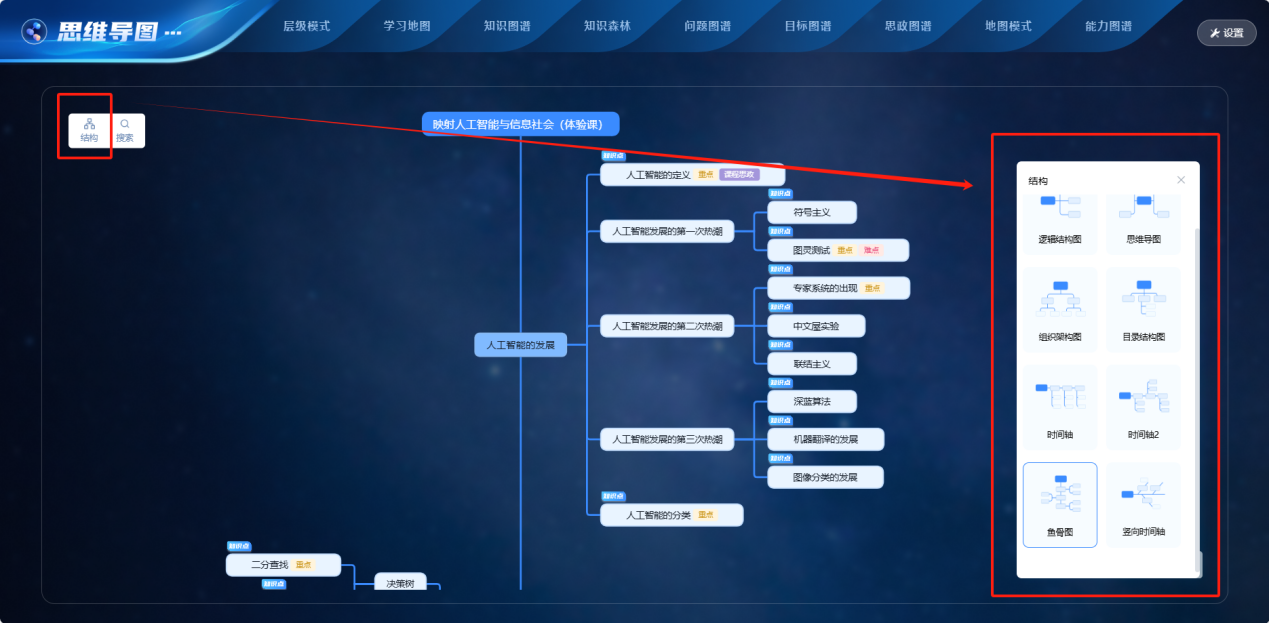 思维导图 ...
层级模式
学习地图
知识图谱
知识森林
问题图谱
目标图谱
思政图谱
地图模式
能力图谱
设置
结构
搜索
映射人工智能与信息社会（体验课）
知识点
人工智能的定义 重点 课程思政
知识点
符号主义
人工智能发展的第一次热潮
知识点
图灵测试 重点 难点
知识点
专家系统的出现 重点
知识点
人工智能发展的第二次热潮
中文屋实验
人工智能的发展
知识点
联结主义
知识点
深蓝算法
知识点
人工智能发展的第三次热潮
机器翻译的发展
知识点
图像分类的发展
知识点
人工智能的分类 重点
知识点
二分查找 重点
知识点
决策树
结构
逻辑结构图
思维导图
组织架构图
目录结构图
时间轴
时间轴2
鱼骨图
竖向时间轴